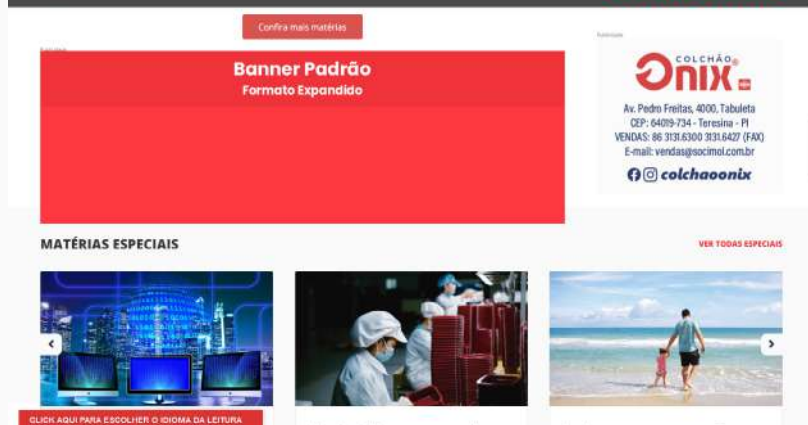 Confira mais matérias
Publicidade
Banner Padrão
Formato Expandido
COLCHÃO
Onix®
Av. Pedro Freitas, 4000, Tabuleta
CEP: 64019-734 - Teresina - PI
VENDAS: 86 3131.6300 3131.6427 (FAX)
E-mail: vendas@socimol.com.br
colchaoonix
MATÉRIAS ESPECIAIS
VER TODAS ESPECIAIS
CLICK AQUI PARA ESCOLHER O IDIOMA DA LEITURA